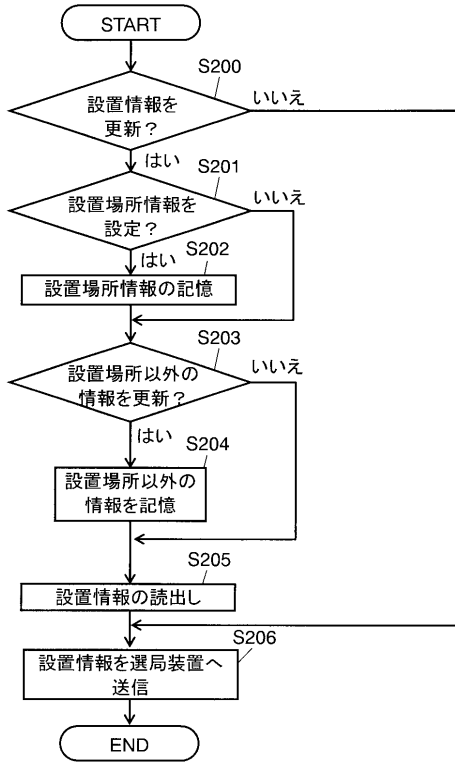 START
S200
設置情報を
更新？
いいえ
はい
S201
設置場所情報を
設定？
いいえ
はい
S202
設置場所情報の記憶
S203
設置場所以外の
情報を更新？
いいえ
はい
S204
設置場所以外の
情報を記憶
S205
設置情報の読出し
S206
設置情報を選局装置へ
送信
END